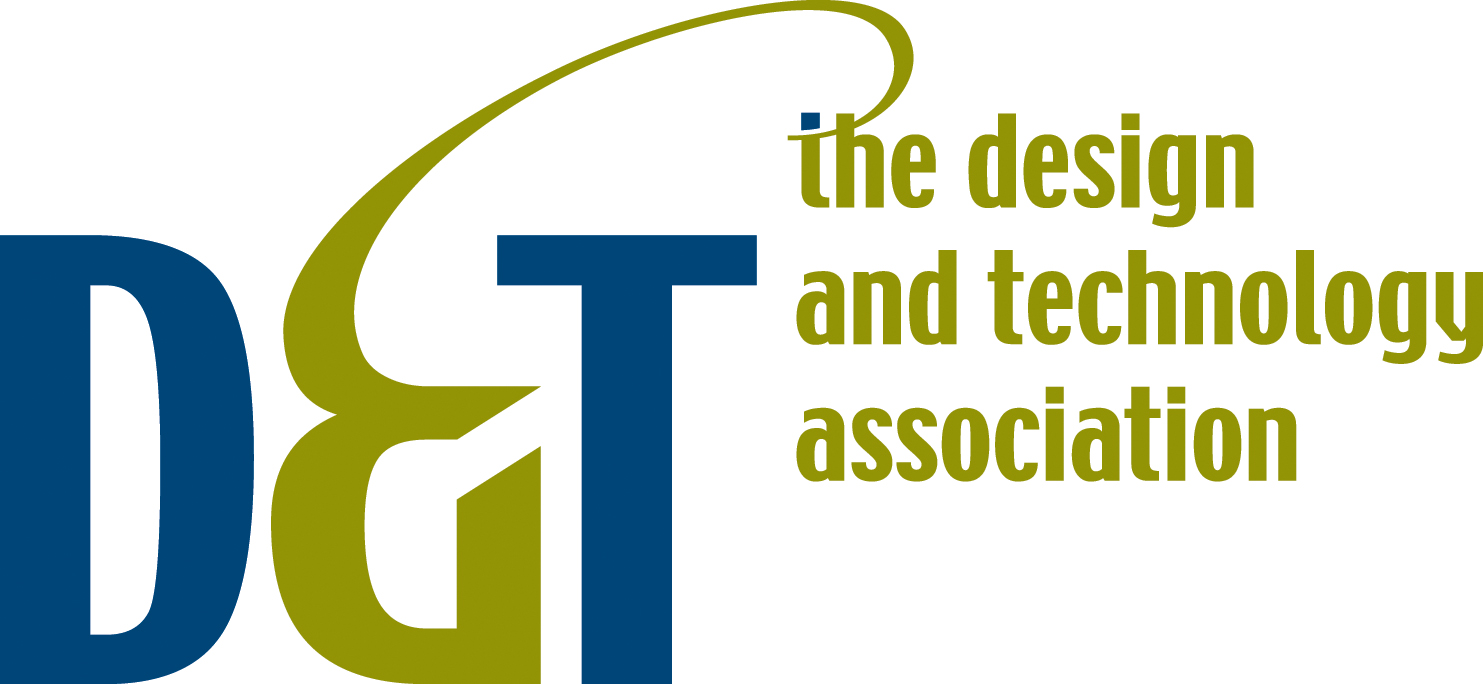 D&T
the design
and technology
association